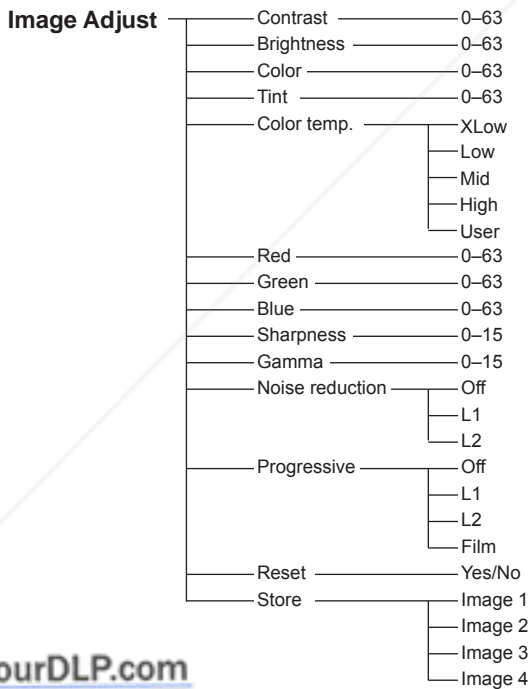 Image Adjust Contrast 0–63
Brightness 0–63
Color 0–63
Tint 0–63
Color temp. XLow
Low
Mid
High
User
Red 0–63
Green 0–63
Blue 0–63
Sharpness 0–15
Gamma 0–15
Noise reduction Off
L1
L2
Progressive Off
L1
L2
Film
Reset Yes/No
Store Image 1
Image 2
Image 3
Image 4
ourDLP.com